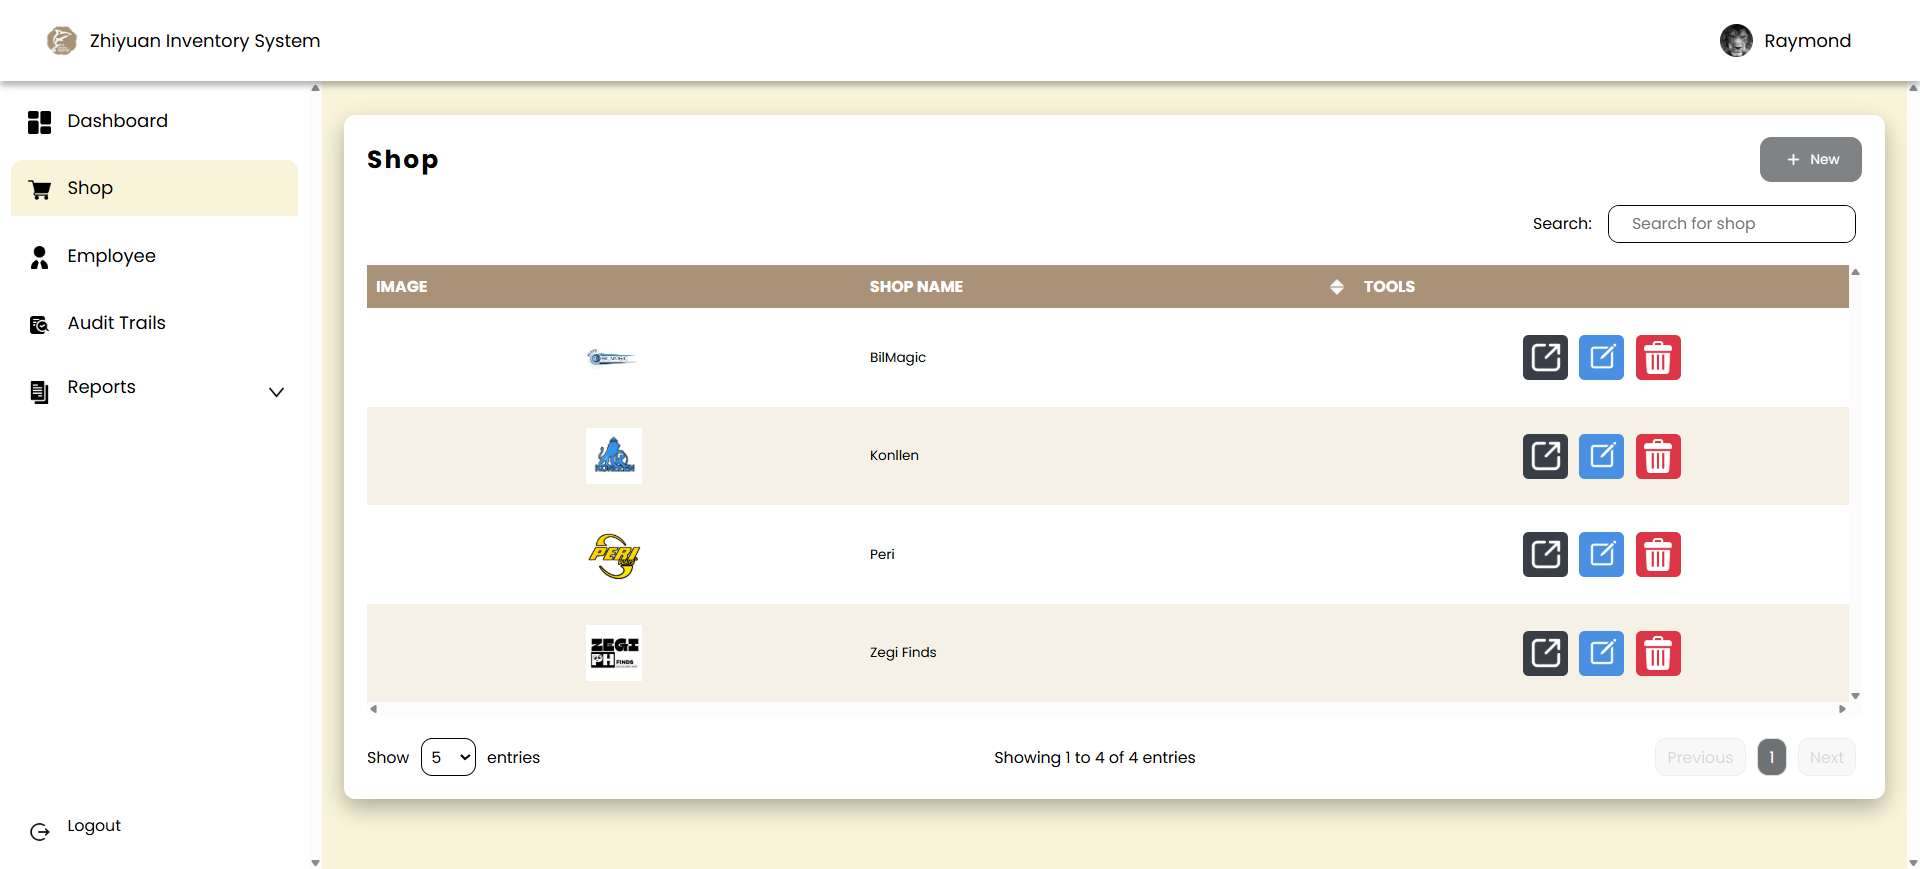 Zhiyuan Inventory System
Raymond
Dashboard
Shop
Employee
Audit Trails
Reports
Logout
Shop
+ New
Search: Search for shop
IMAGE SHOP NAME TOOLS
BilMagic
KONLLEN Konllen
PERI Peri
ZEGI
PH FINDS
Zegi Finds
Show 5 entries
Showing 1 to 4 of 4 entries
Previous 1 Next